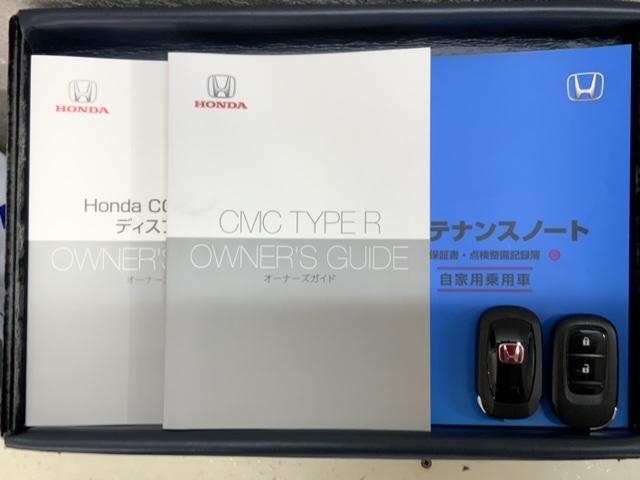 HONDA
Honda CO
ディスプ
OWNER'S
オーナーズ
HONDA
CIVIC TYPE R
OWNER'S GUIDE
オーナーズガイド
テナンスノート
保証書・点検整備記録簿
自家用乗用車